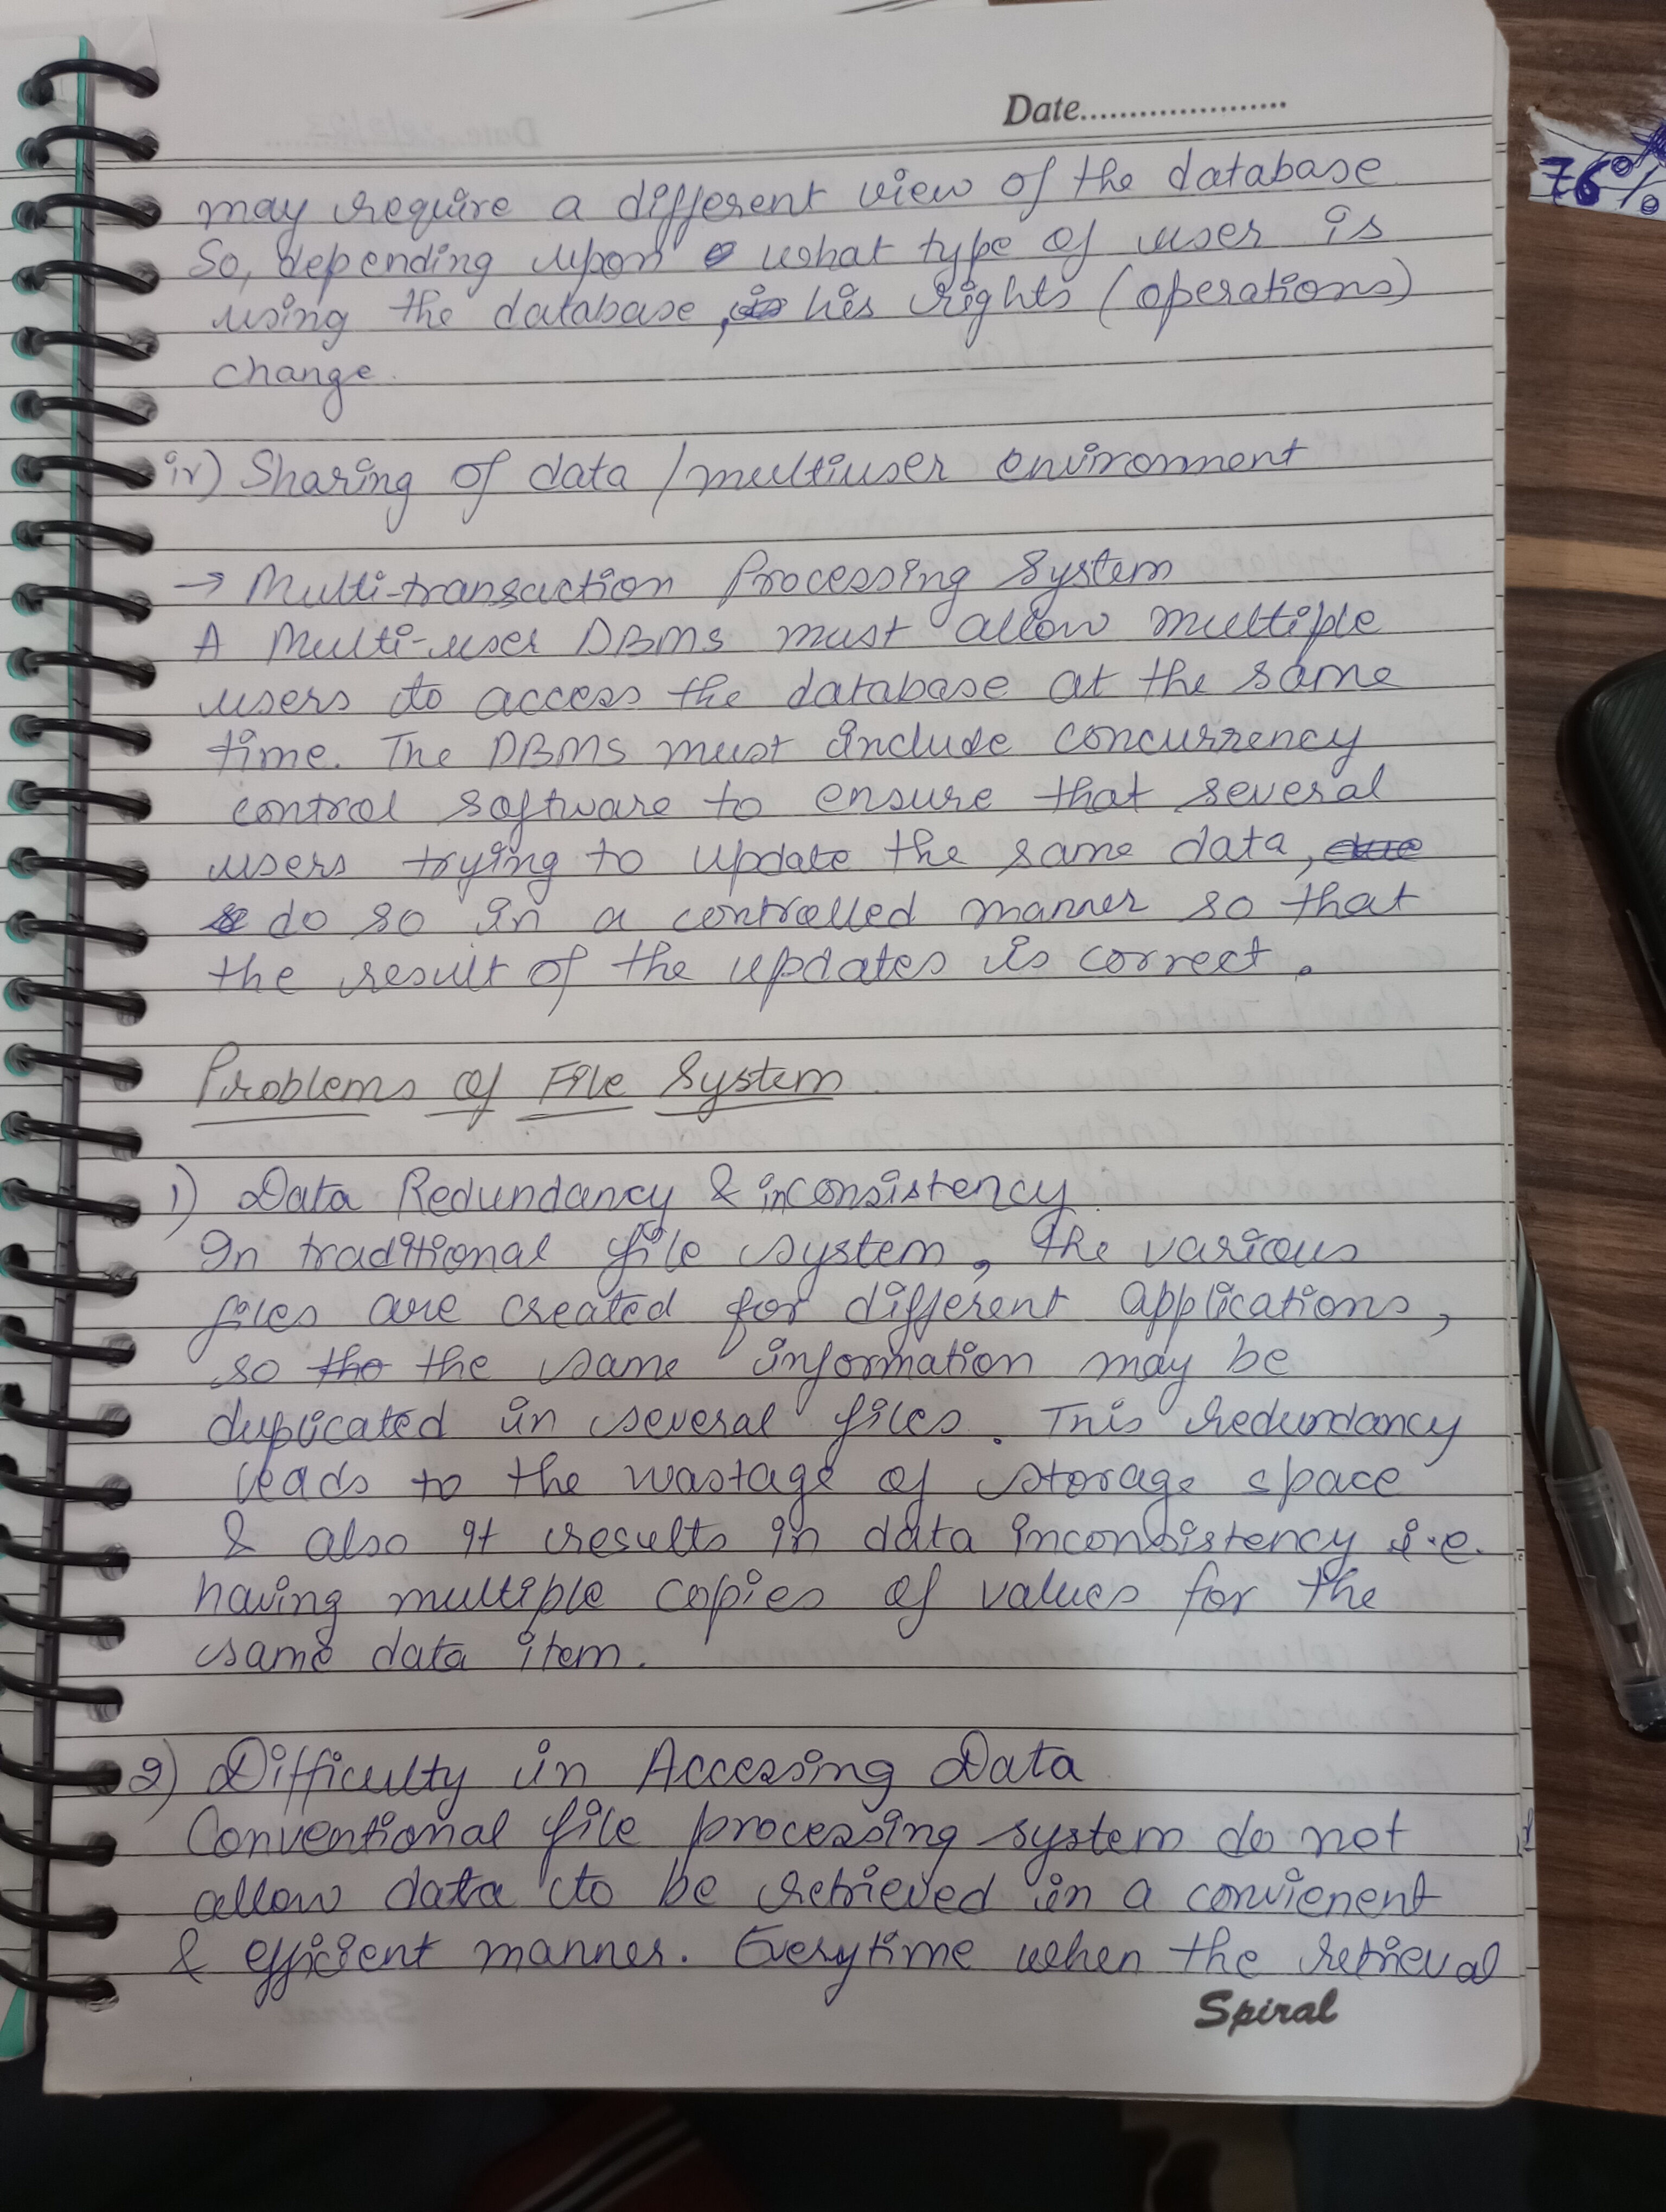 Date....................
76%
may require a different view of the database.
So, depending upon what type of user is
using the database, his rights (operations)
change.
iv) Sharing of data /multiuser environment
→ Multi-transaction Processing System
A Multi-user DBMS must allow multiple
users to access the database at the same
time. The DBMS must include concurrency
control software to ensure that several
users trying to update the same data,
do so in a controlled manner so that
the result of the updates is correct.
Problems of File System
1) Data Redundancy & inconsistency
In traditional file system, the various
files are created for different applications,
so tho the same information may be
duplicated in several files. This redundancy
leads to the wastage of storage space
& also it results in data inconsistency i.e.
having multiple copies of values for the
same data item.
2) Difficulty in Accessing Data
Conventional file processing system do not
allow data to be retrieved in a convienent
& efficient manner. Everytime when the retrieval
Spiral